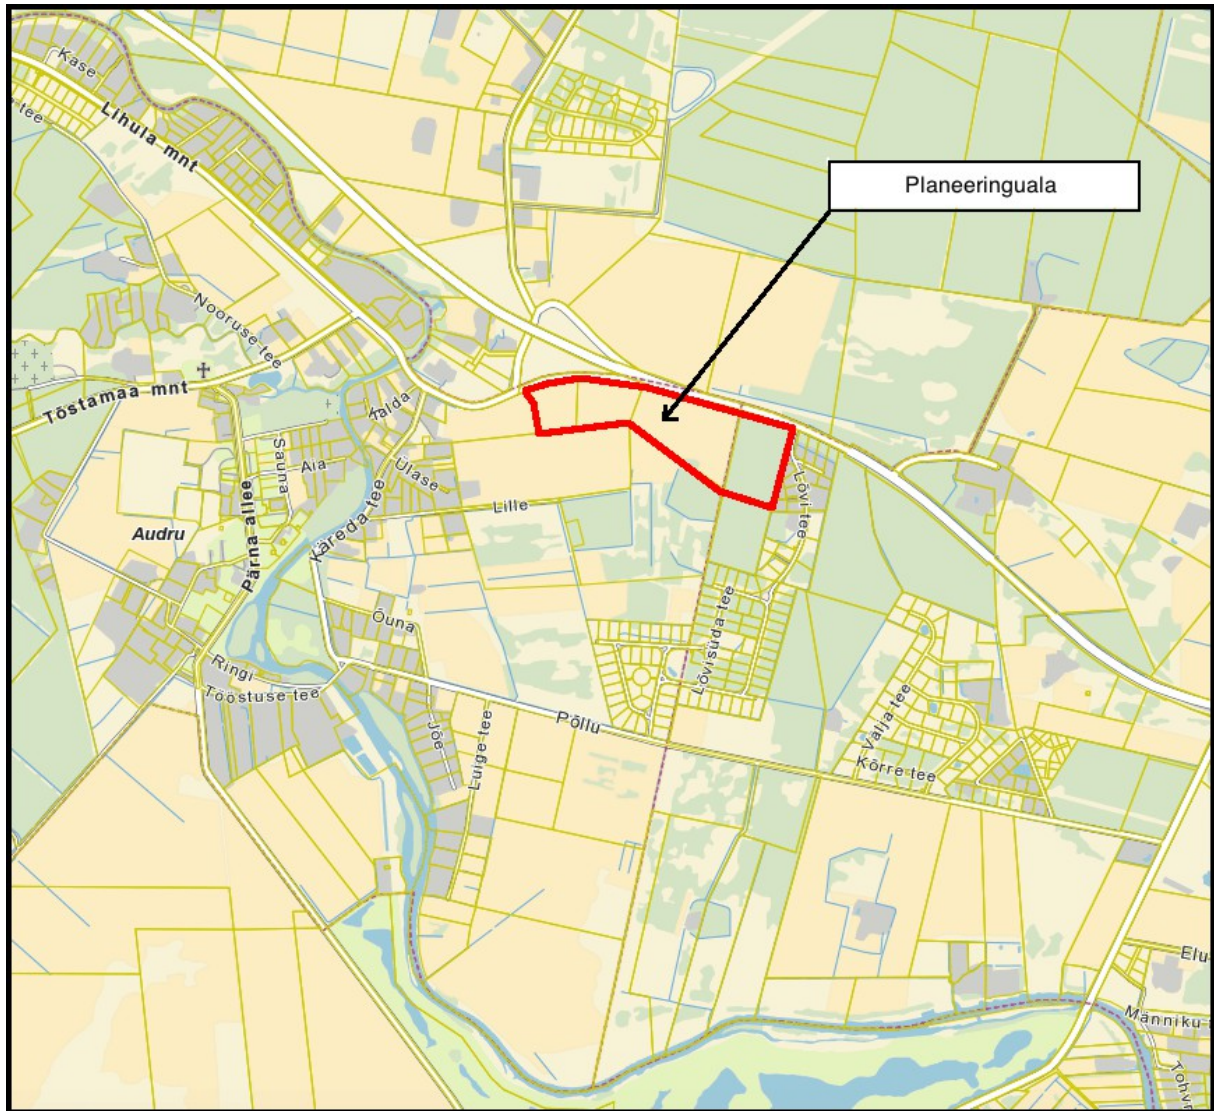 Kase
tee
Lihula mnt
Planeeringuala
Nooruse tee
Tõstamaa mnt
Talda
Sauna
Aia
Ülase
Lille
Lõvi tee
Audru
Pärna allee
Käreda tee
Õuna
Lõvisüda tee
Ringi
Tööstuse tee
Jõe
Luige tee
Põllu
Välja tee
Kõrre tee
Elu
Männiku